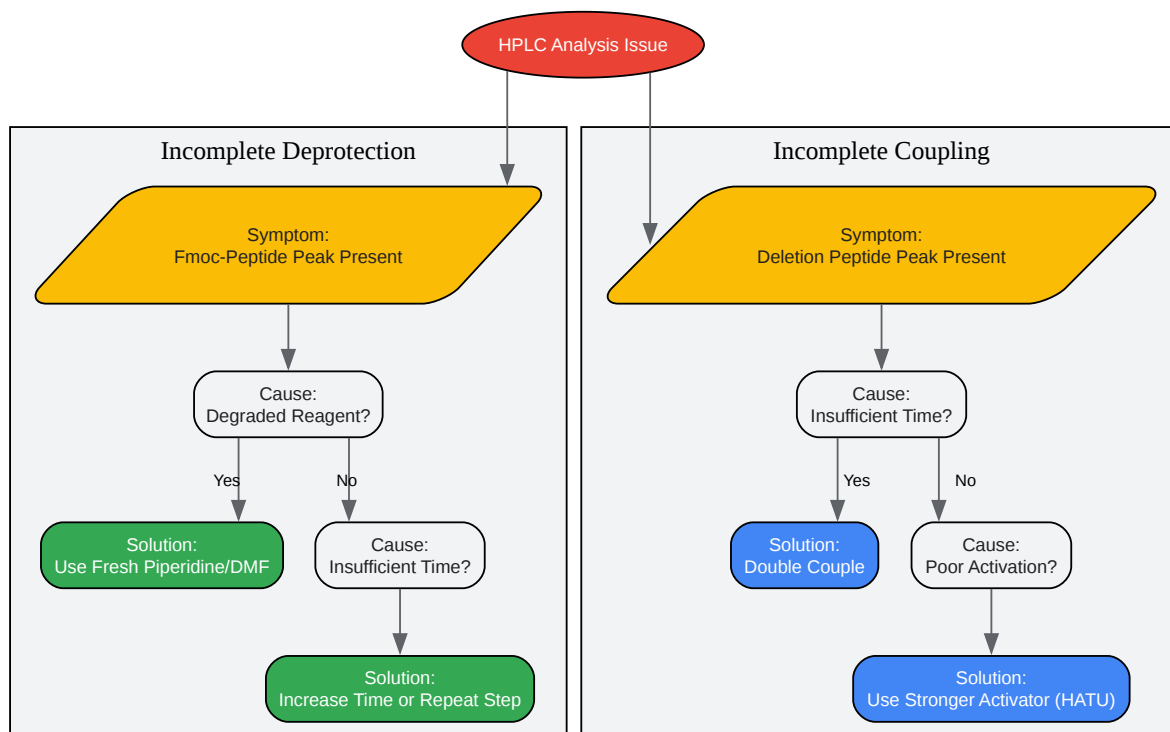 HPLC Analysis Issue
Incomplete Deprotection
Symptom:
Fmoc-Peptide Peak Present
Cause:
Degraded Reagent?
Yes
No
Solution:
Use Fresh Piperidine/DMF
Cause:
Insufficient Time?
Solution:
Increase Time or Repeat Step
Incomplete Coupling
Symptom:
Deletion Peptide Peak Present
Cause:
Insufficient Time?
Yes
No
Solution:
Double Couple
Cause:
Poor Activation?
Solution:
Use Stronger Activator (HATU)